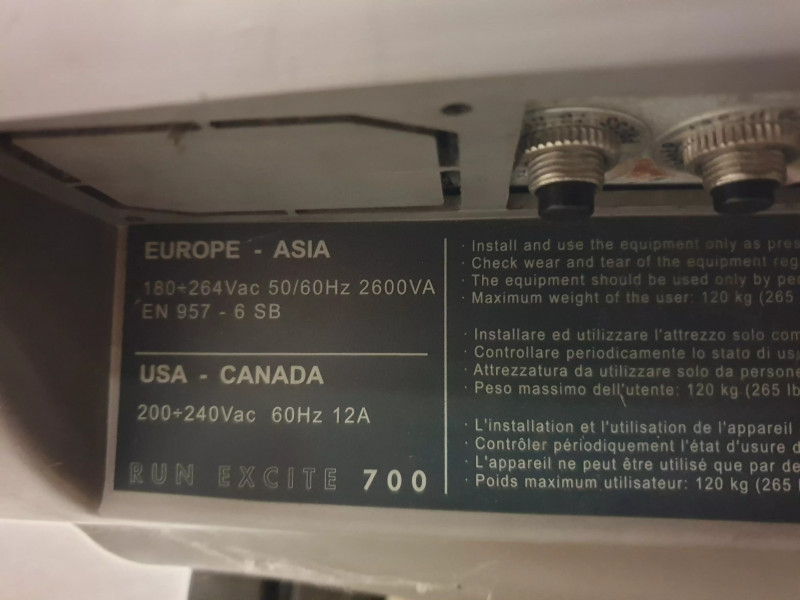 EUROPE - ASIA
180÷264Vac 50/60Hz 2600VA
EN 957 - 6 SB
USA - CANADA
200÷240Vac 60Hz 12A
RUN EXCITE 700
· Install and use the equipment only as
· Check wear and tear of the equipment
· The equipment should be used only by
· Maximum weight of the user: 120 kg (265
· Installare ed utilizzare l'attrezzo solo
· Controllare periodicamente lo stato di
· Attrezzatura da utilizzare solo da persone
· Peso massimo dell'utente: 120 kg (265 lb
· L'installation et l'utilisation de l'appareil
· Contrôler périodiquement l'état d'usure
· L'appareil ne peut être utilisé que par
· Poids maximum utilisateur: 120 kg (265